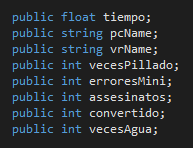 public float tiempo;
public string pcName;
public string vrName;
public int vecesPillado;
public int erroresMini;
public int assesinatos;
public int convertido;
public int vecesAgua;